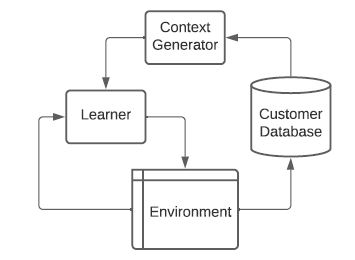 Context
Generator
Learner
Customer
Database
Environment